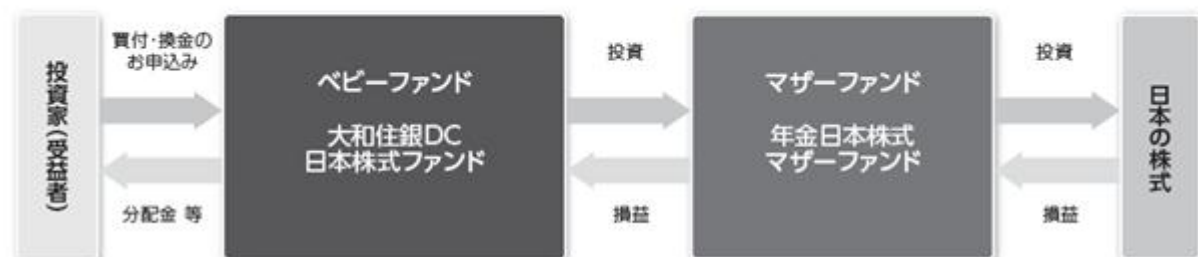 投資家(受益者)
買付・換金の
お申込み
分配金 等
ベビーファンド
大和住銀DC
日本株式ファンド
投資
損益
マザーファンド
年金日本株式
マザーファンド
投資
損益
日本の株式